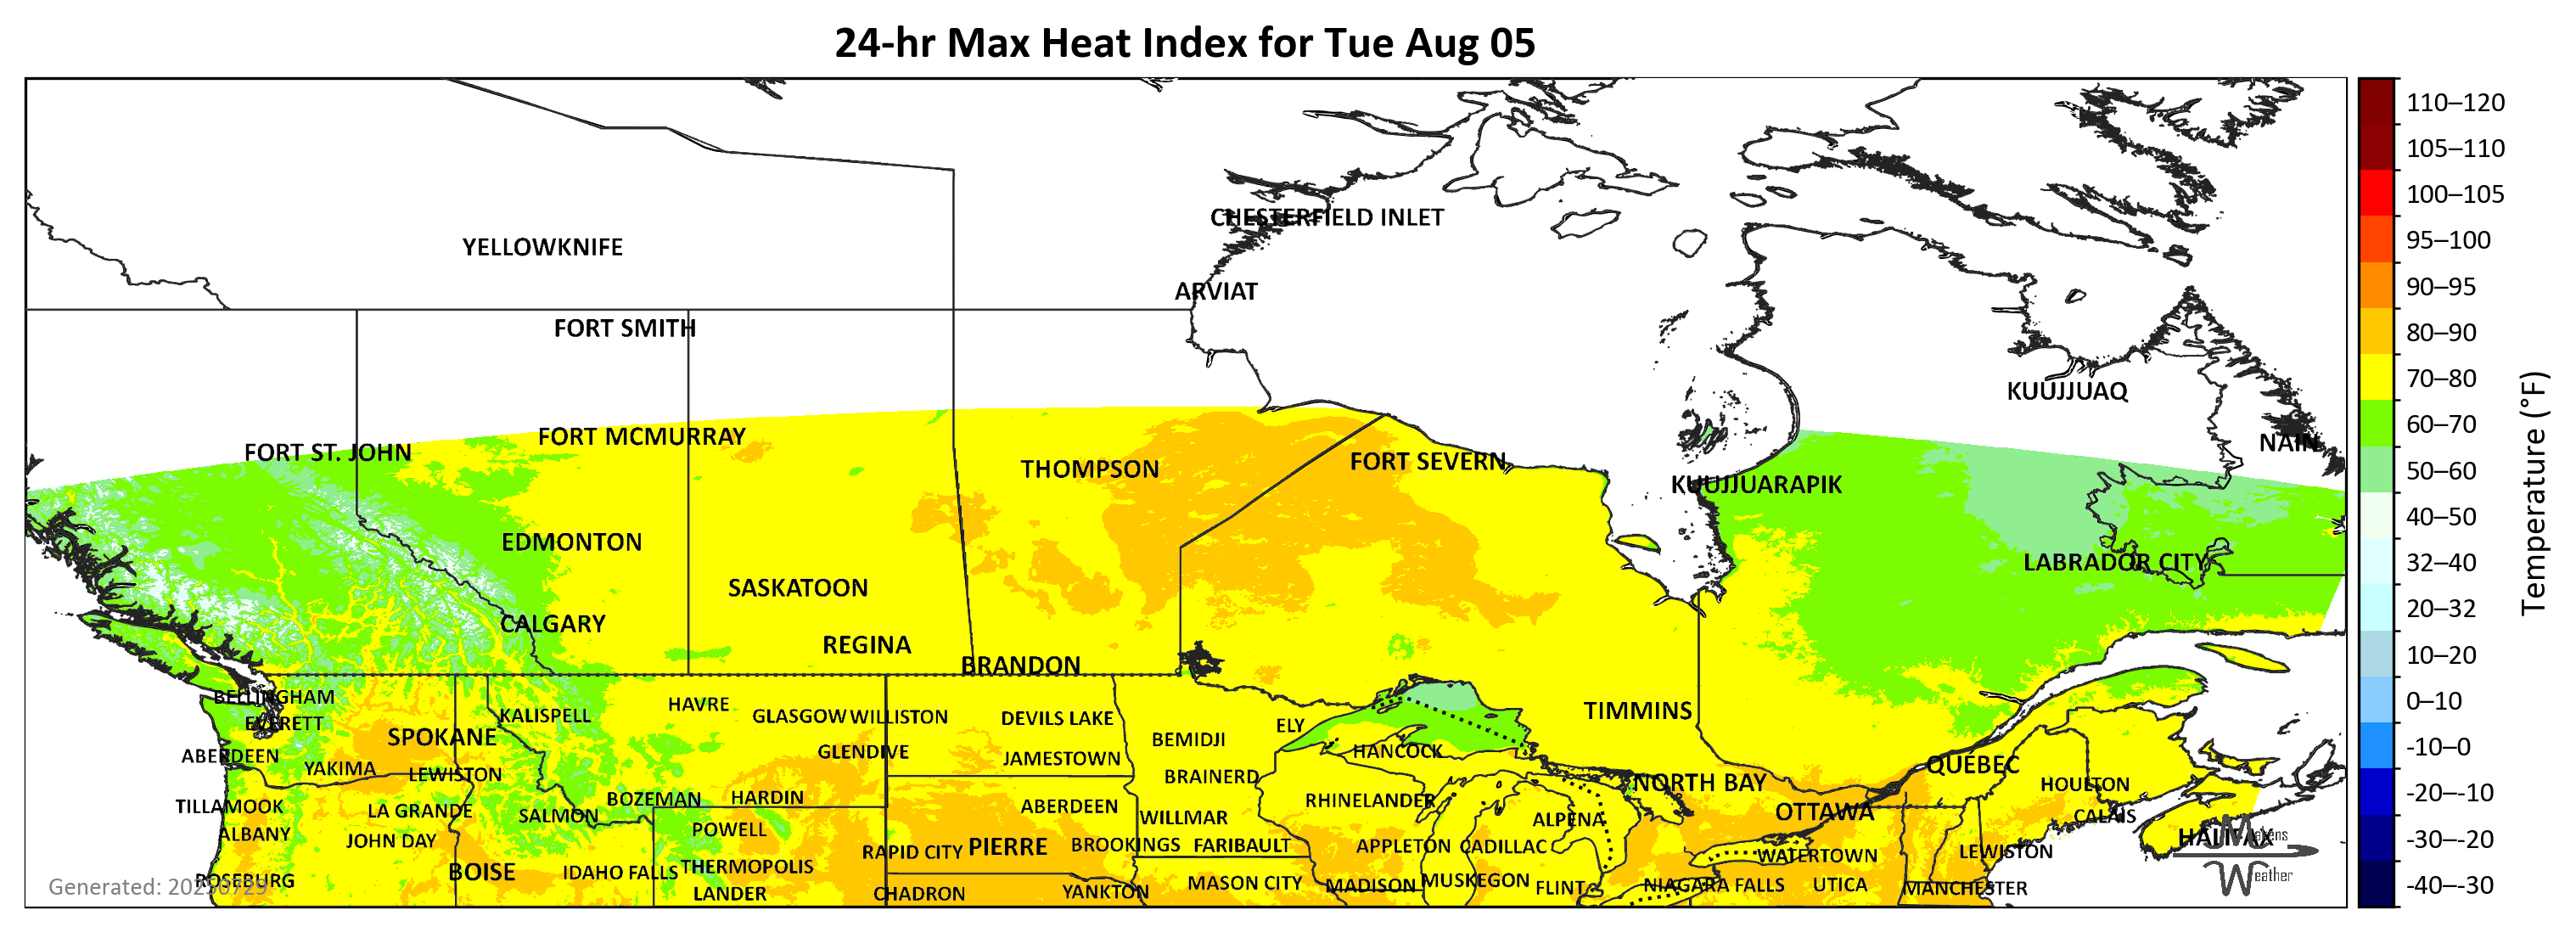 24-hr Max Heat Index for Tue Aug 05
110–120
105–110
CHESTERFIELD INLET
100–105
YELLOWKNIFE
95–100
ARVIAT
90–95
FORT SMITH
80–90
KUUJJUAQ
70–80
FORT ST. JOHN
FORT MCMURRAY
NAIN
60–70
THOMPSON
FORT SEVERN
KUUJJUARAPIK
50–60
EDMONTON
40–50
LABRADOR CITY
32–40
SASKATOON
CALGARY
20–32
REGINA
BRANDON
10–20
BELLINGHAM
EVERETT
KALISPELL
HAVRE
GLASGOW
WILLISTON
DEVILS LAKE
ELY
TIMMINS
0–10
SPOKANE
ABERDEEN
GLENDIVE
JAMESTOWN
BEMIDJI
HANCOCK
-10–0
YAKIMA
LEWISTON
BRAINERD
NORTH BAY
QUÉBEC
HOULTON
-20–-10
TILLAMOOK
LA GRANDE
SALMON
BOZEMAN
HARDIN
ABERDEEN
WILLMAR
RHINELANDER
ALPENA
OTTAWA
CALAIS
ALBANY
JOHN DAY
POWELL
RAPID CITY
PIERRE
BROOKINGS
FARIBAULT
APPLETON
CADILLAC
WATERTOWN
LEWISTON
HALIFAX
-30–-20
ROSEBURG
BOISE
IDAHO FALLS
THERMOPOLIS
LANDER
CHADRON
YANKTON
MASON CITY
MADISON
MUSKEGON
FLINT
NIAGARA FALLS
UTICA
MANCHESTER
-40–-30
Generated: 20250729
Temperature (°F)
Makens
Weather